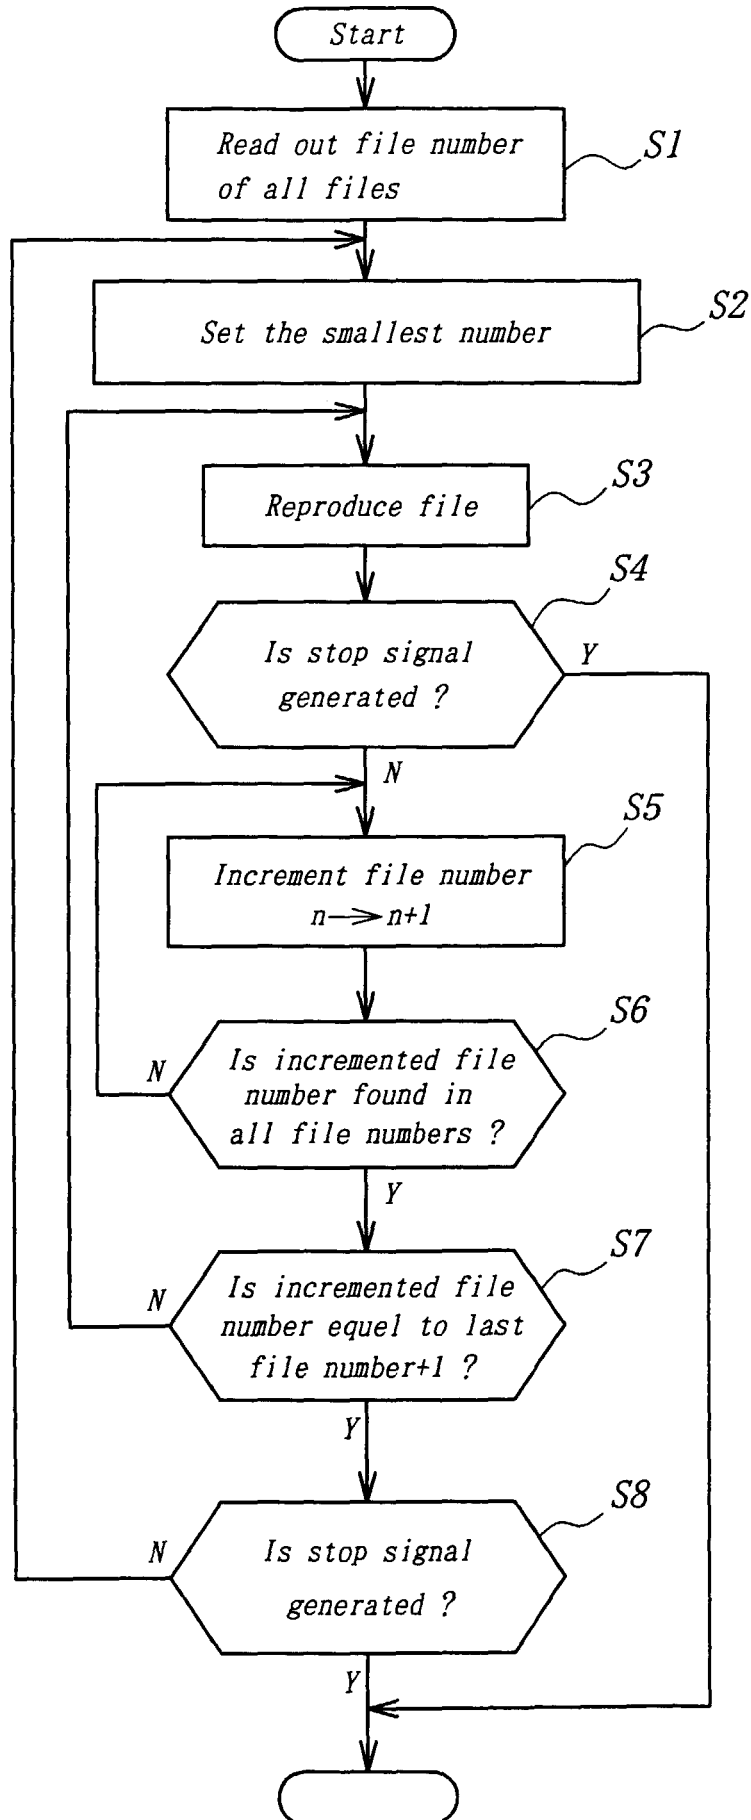 Start
Read out file number
of all files
S1
Set the smallest number
S2
Reproduce file
S3
Is stop signal
generated ?
S4
Y
N
Increment file number
n→n+1
S5
Is incremented file
number found in
all file numbers ?
S6
N
Y
Is incremented file
number equel to last
file number+1 ?
S7
N
Y
Is stop signal
generated ?
S8
N
Y